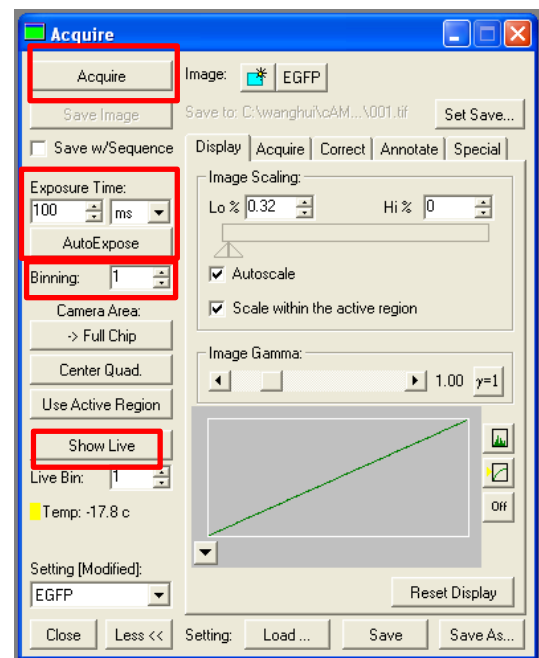 Acquire
Acquire
Image: EGFP
Save Image
Save to: C:\wanghui\cAM...\001.tif
Set Save...
Save w/Sequence
Display Acquire Correct Annotate Special
Exposure Time:
100 ms
AutoExpose
Binning: 1
Camera Area:
-> Full Chip
Center Quad.
Use Active Region
Show Live
Live Bin: 1
Temp: -17.8 c
Setting [Modified]:
EGFP
Image Scaling:
Lo % 0.32 Hi % 0
Autoscale
Scale within the active region
Image Gamma:
1.00 γ=1
Off
Reset Display
Close Less << Setting: Load ... Save Save As...